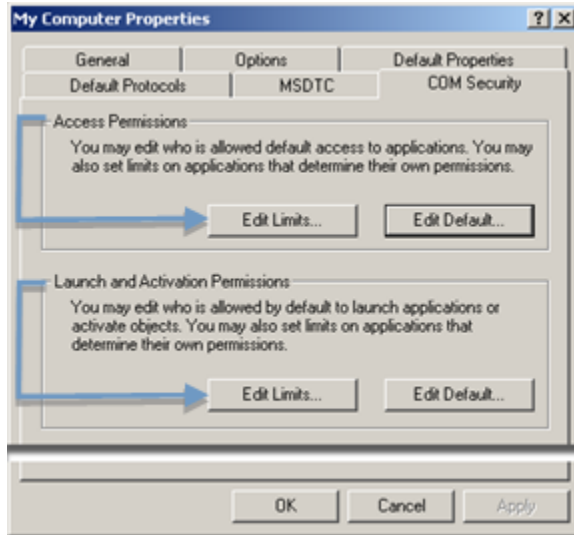 My Computer Properties
General Options Default Properties
Default Protocols MSDTC COM Security
Access Permissions
You may edit who is allowed default access to applications. You may
also set limits on applications that determine their own permissions.
Edit Limits... Edit Default...
Launch and Activation Permissions
You may edit who is allowed by default to launch applications or
activate objects. You may also set limits on applications that
determine their own permissions.
Edit Limits... Edit Default...
OK Cancel Apply